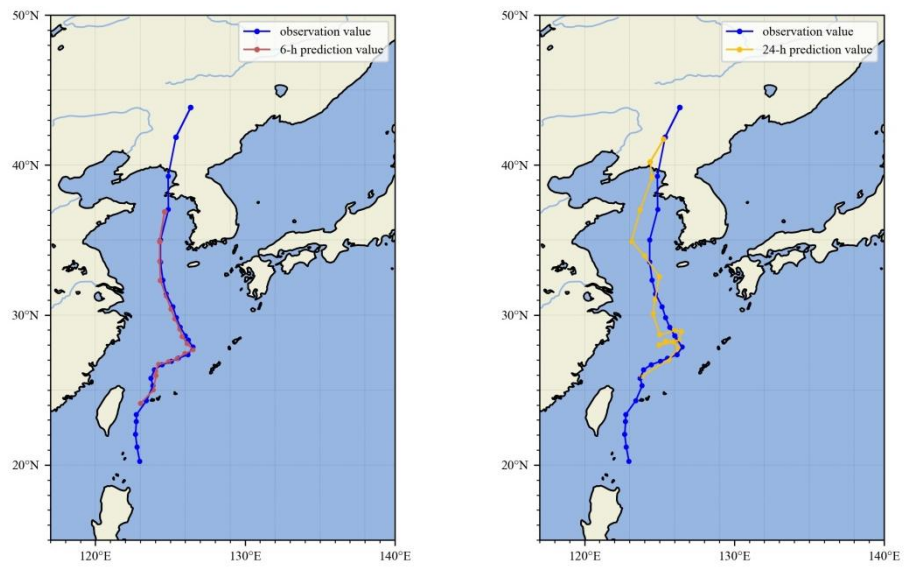 50°N
40°N
30°N
20°N
120°E
130°E
140°E
observation value
6-h prediction value
50°N
40°N
30°N
20°N
120°E
130°E
140°E
observation value
24-h prediction value